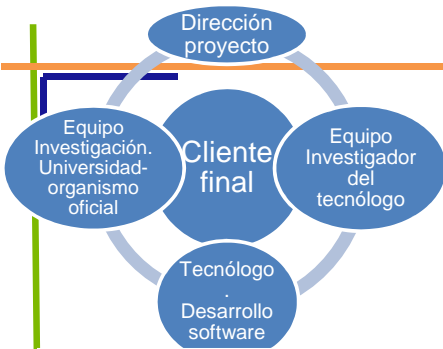 Dirección
proyecto
Equipo
Investigación.
Universidad-
organismo
oficial
Cliente
final
Equipo
Investigador
del
tecnólogo
Tecnólogo
.
Desarrollo
software